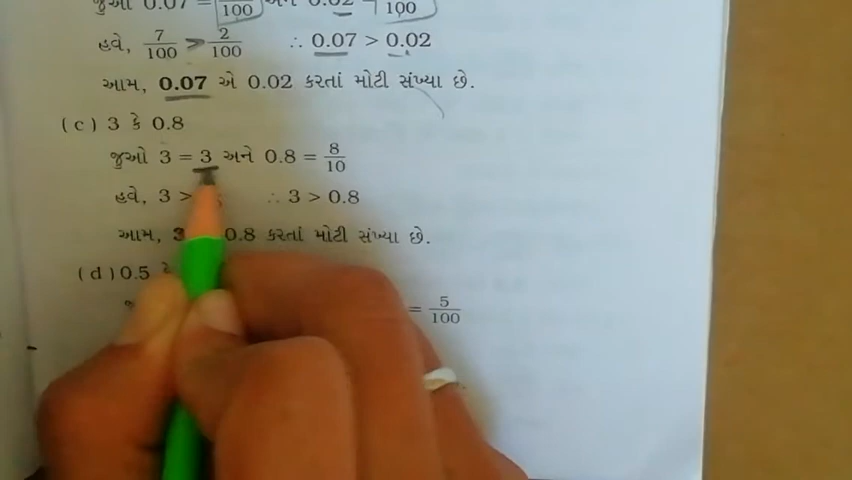 જુઓ 0.07 = /100 અને 0.02 = /100
હવે, 7/100 > 2/100 ∴ 0.07 > 0.02
આમ, 0.07 એ 0.02 કરતાં મોટી સંખ્યા છે.
(c) 3 કે 0.8
જુઓ 3 = 3 અને 0.8 = 8/10
હવે, 3 > ∴ 3 > 0.8
આમ, 3 0.8 કરતાં મોટી સંખ્યા છે.
(d) 0.5
= 5/100